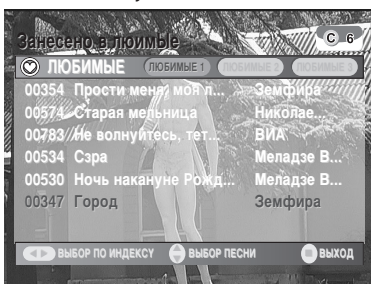 Занесено в люимые
C 6
ЛЮБИМЫЕ ЛЮБИМЫЕ 1 ЛЮБИМЫЕ 2 ЛЮБИМЫЕ 3
00354 Прости меня, моя л... Земфира
00574 Старая мельница Николае...
00783 Не волнуйтесь, тет... ВИА
00534 Сэра Меладзе В...
00530 Ночь накануне Рожд... Меладзе В...
00347 Город Земфира
ВЫБОР ПО ИНДЕКСУ ВЫБОР ПЕСНИ ВЫХОД